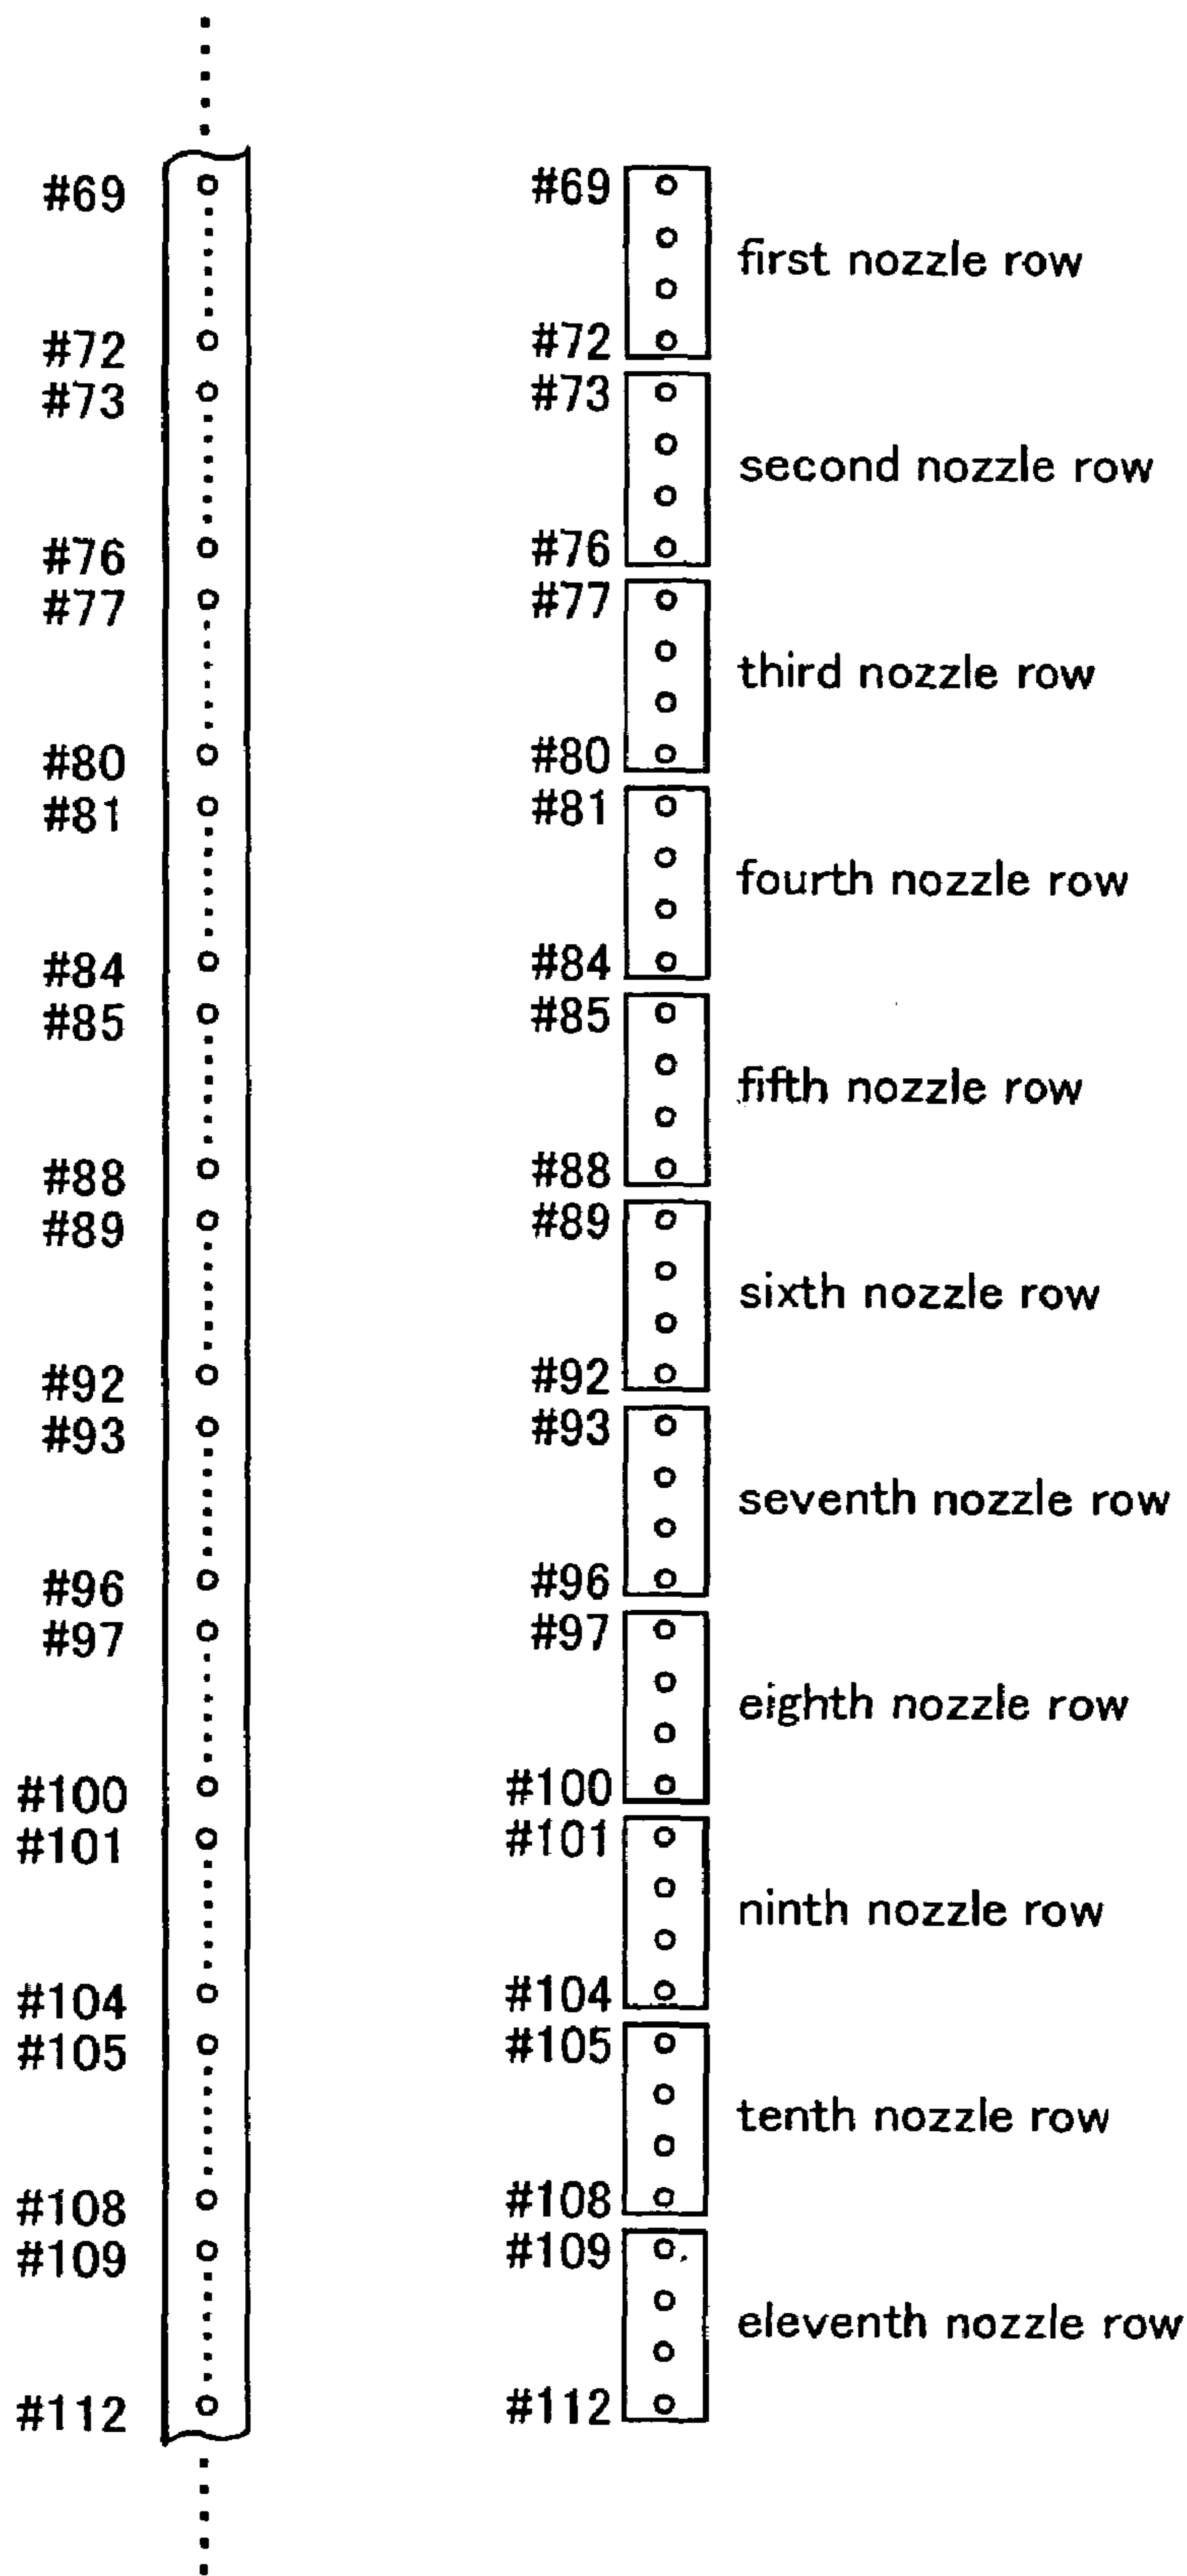 #69 #69
first nozzle row
#72 #72
#73 #73
second nozzle row
#76 #76
#77 #77
third nozzle row
#80 #80
#81 #81
fourth nozzle row
#84 #84
#85 #85
fifth nozzle row
#88 #88
#89 #89
sixth nozzle row
#92 #92
#93 #93
seventh nozzle row
#96 #96
#97 #97
eighth nozzle row
#100 #100
#101 #101
ninth nozzle row
#104 #104
#105 #105
tenth nozzle row
#108 #108
#109 #109
eleventh nozzle row
#112 #112